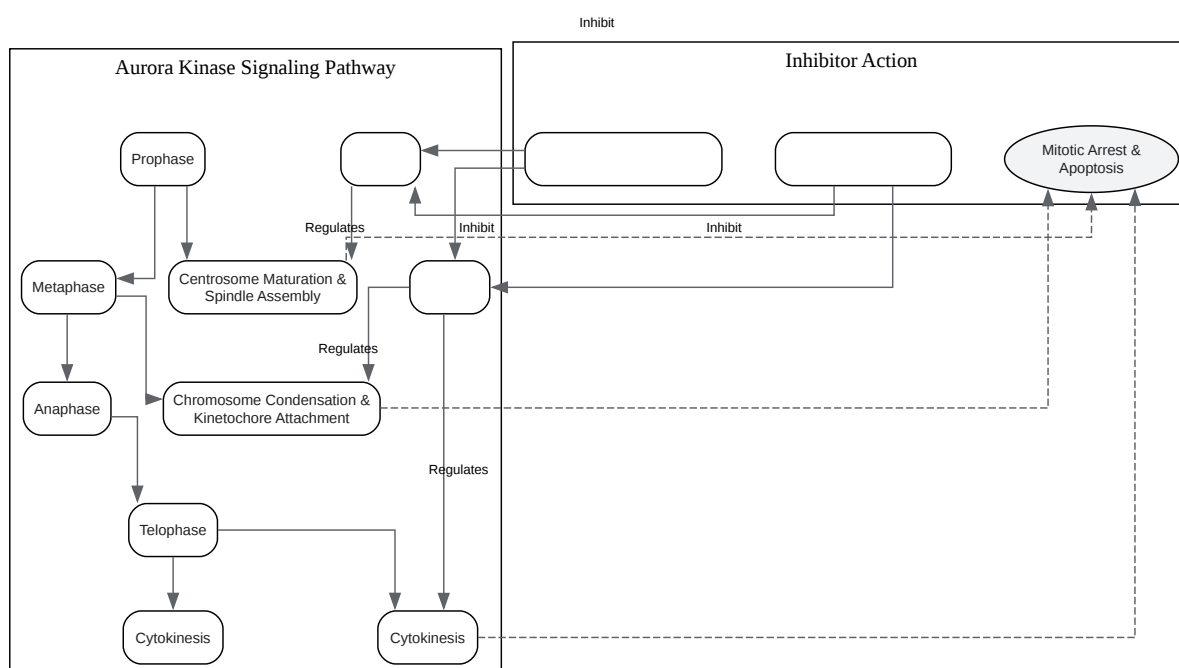 Inhibit
Aurora Kinase Signaling Pathway
Inhibitor Action
Prophase
Mitotic Arrest &
Apoptosis
Regulates
Inhibit
Inhibit
Metaphase
Centrosome Maturation &
Spindle Assembly
Regulates
Anaphase
Chromosome Condensation &
Kinetochore Attachment
Regulates
Telophase
Cytokinesis
Cytokinesis